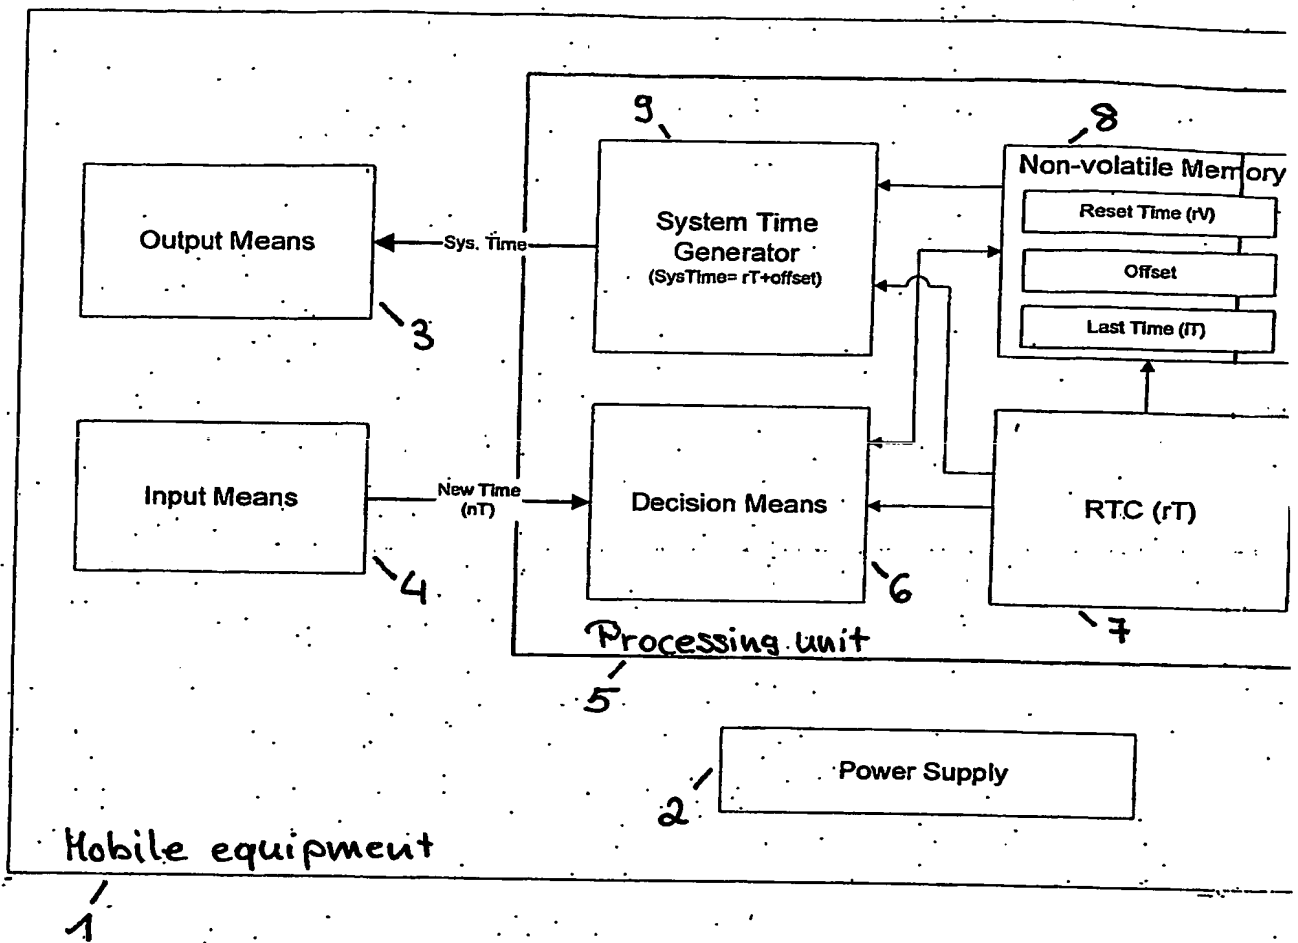 9
8
Non-volatile Memory
Reset Time (rV)
Offset
Last Time (lT)
System Time
Generator
(SysTime= rT+offset)
Output Means
Sys. Time
3
Input Means
New Time
(nT)
Decision Means
RTC (rT)
4
6
7
Processing unit
5
Power Supply
2
Mobile equipment
1